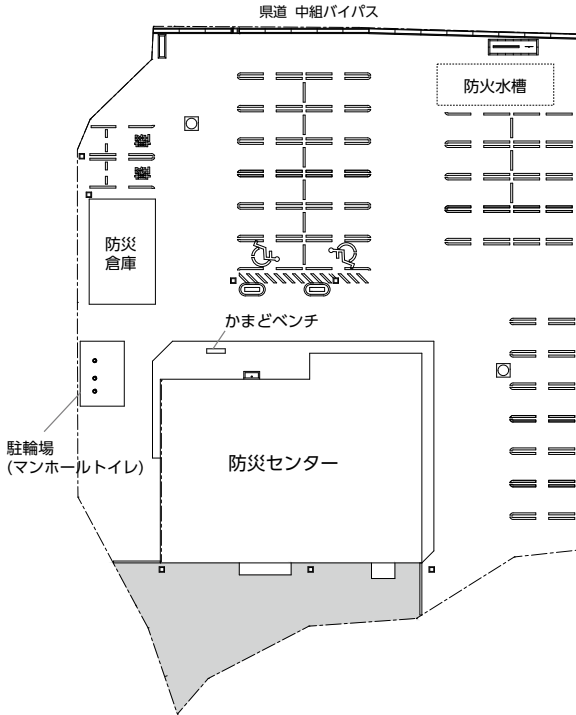 県道 中組バイパス
防火水槽
軽
軽
防災
倉庫
かまどベンチ
駐輪場
(マンホールトイレ)
防災センター